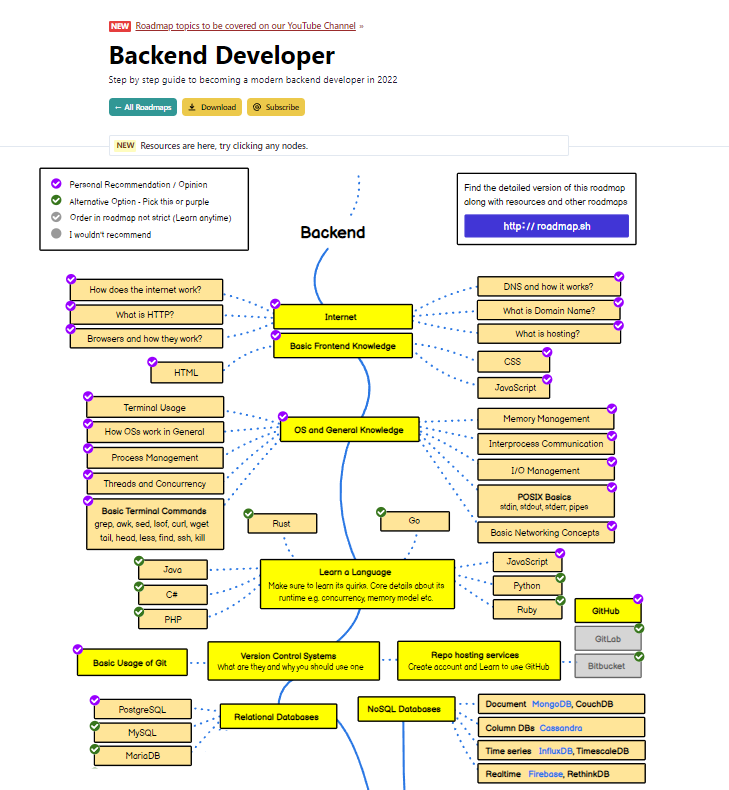 NEW Roadmap topics to be covered on our YouTube Channel »
Backend Developer
Step by step guide to becoming a modern backend developer in 2022
← All Roadmaps
Download
@ Subscribe
NEW Resources are here, try clicking any nodes.
Personal Recommendation / Opinion
Alternative Option - Pick this or purple
Order in roadmap not strict (Learn anytime)
I wouldn't recommend
Find the detailed version of this roadmap
along with resources and other roadmaps
http://roadmap.sh
Backend
How does the internet work?
What is HTTP?
Browsers and how they work?
Internet
DNS and how it works?
What is Domain Name?
What is hosting?
Basic Frontend Knowledge
HTML
CSS
JavaScript
Terminal Usage
How OSs work in General
Process Management
Threads and Concurrency
Basic Terminal Commands
grep, awk, sed, lsof, curl, wget
tail, head, less, find, ssh, kill
OS and General Knowledge
Memory Management
Interprocess Communication
I/O Management
POSIX Basics
stdin, stdout, stderr, pipes
Basic Networking Concepts
Rust
Go
Java
C#
PHP
Learn a Language
Make sure to learn its quirks. Core details about its
runtime e.g. concurrency, memory model etc.
JavaScript
Python
Ruby
GitHub
GitLab
Bitbucket
Basic Usage of Git
Version Control Systems
What are they and why you should use one
Repo hosting services
Create account and Learn to use GitHub
PostgreSQL
MySQL
MariaDB
Relational Databases
NoSQL Databases
Document MongoDB, CouchDB
Column DBs Cassandra
Time series InfluxDB, TimescaleDB
Realtime Firebase, RethinkDB